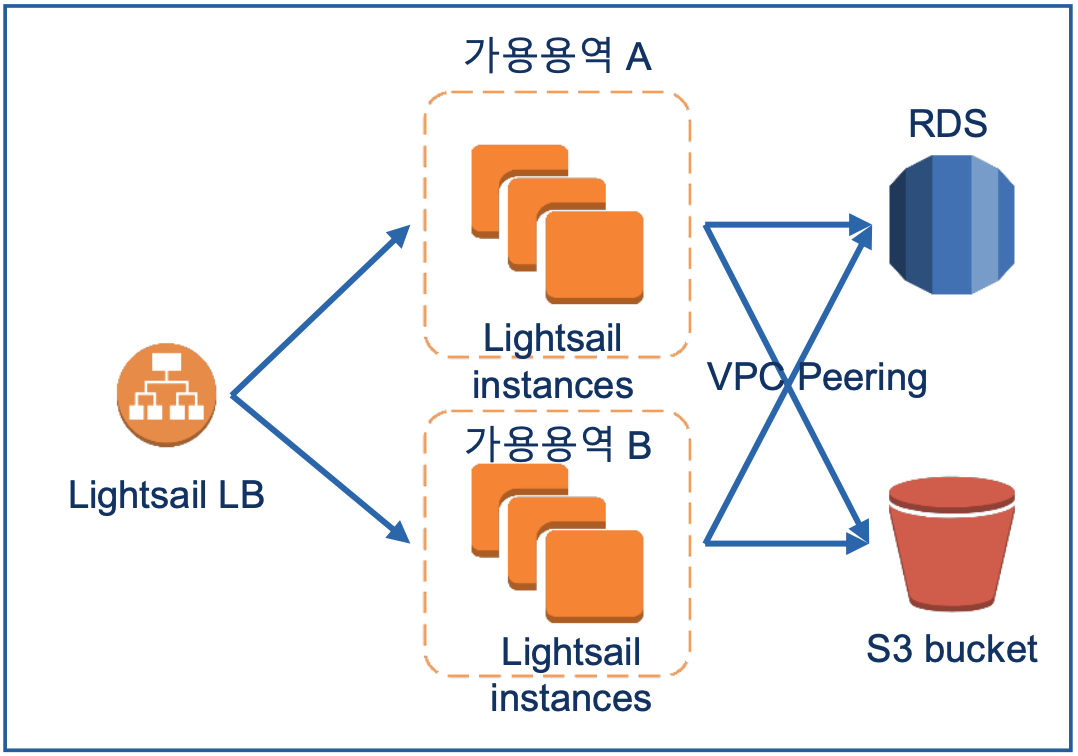 가용용역 A
RDS
Lightsail
instances
VPC Peering
가용용역 B
Lightsail LB
Lightsail
instances
S3 bucket